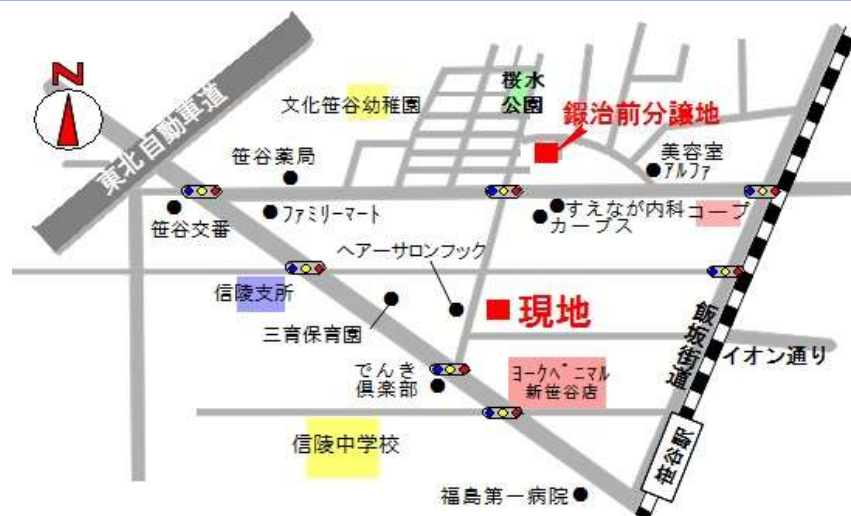 N
東北自動車道
文化笹谷幼稚園
桜水
公園
鍜治前分譲地
笹谷薬局
美容室
アルファ
笹谷交番
ファミリーマート
すえなが内科
カーブス
コープ
ヘアーサロンフック
信陵支所
三育保育園
現地
飯坂街道
イオン通り
でんき
倶楽部
ヨークベニマル
新笹谷店
信陵中学校
笹谷駅
福島第一病院